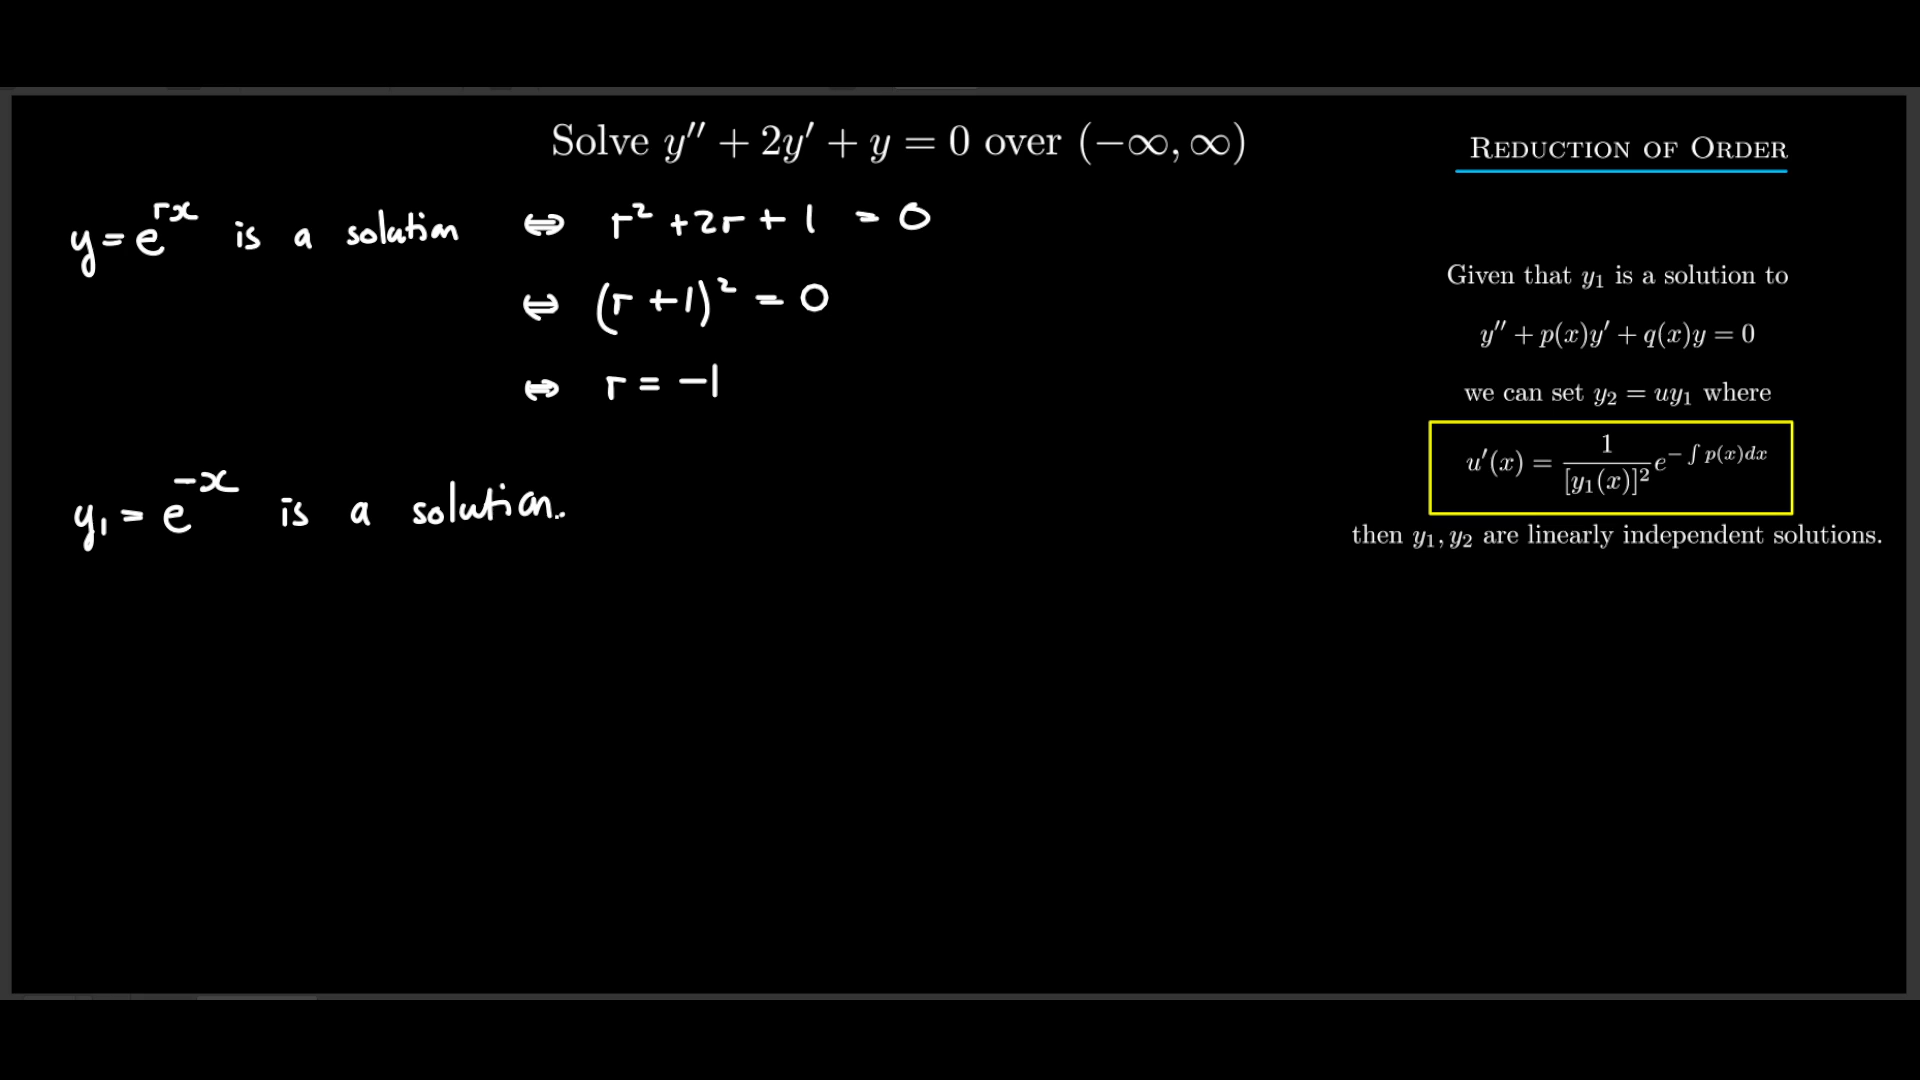 Solve y'' + 2y' + y = 0 over (−∞, ∞)
y = e^{rx} is a solution ⇔ r² + 2r + 1 = 0
⇔ (r + 1)² = 0
⇔ r = −1
y₁ = e^{−x} is a solution.
REDUCTION OF ORDER
Given that y₁ is a solution to
y'' + p(x)y' + q(x)y = 0
we can set y₂ = uy₁ where
u'(x) = 1/[y₁(x)]² e^{−∫ p(x)dx}
then y₁, y₂ are linearly independent solutions.